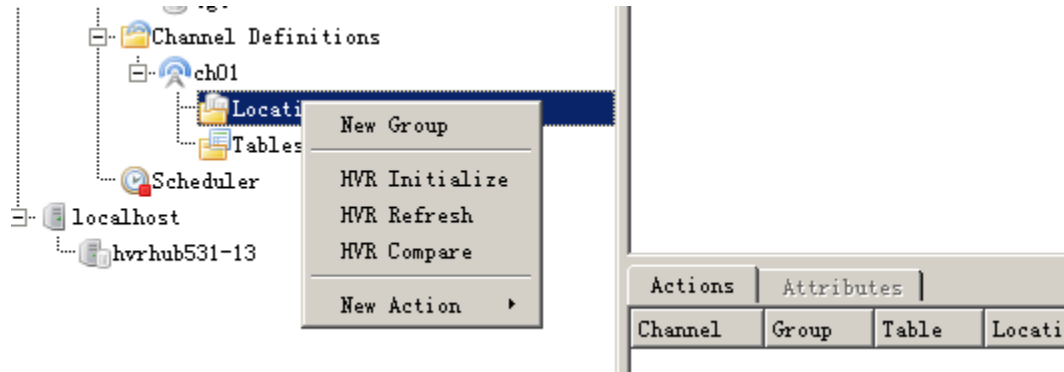 Channel Definitions
ch01
Locati
New Group
Tables
HVR Initialize
Scheduler
HVR Refresh
localhost
HVR Compare
hvrhub531-13
New Action
Actions
Attributes
Channel Group Table Locati